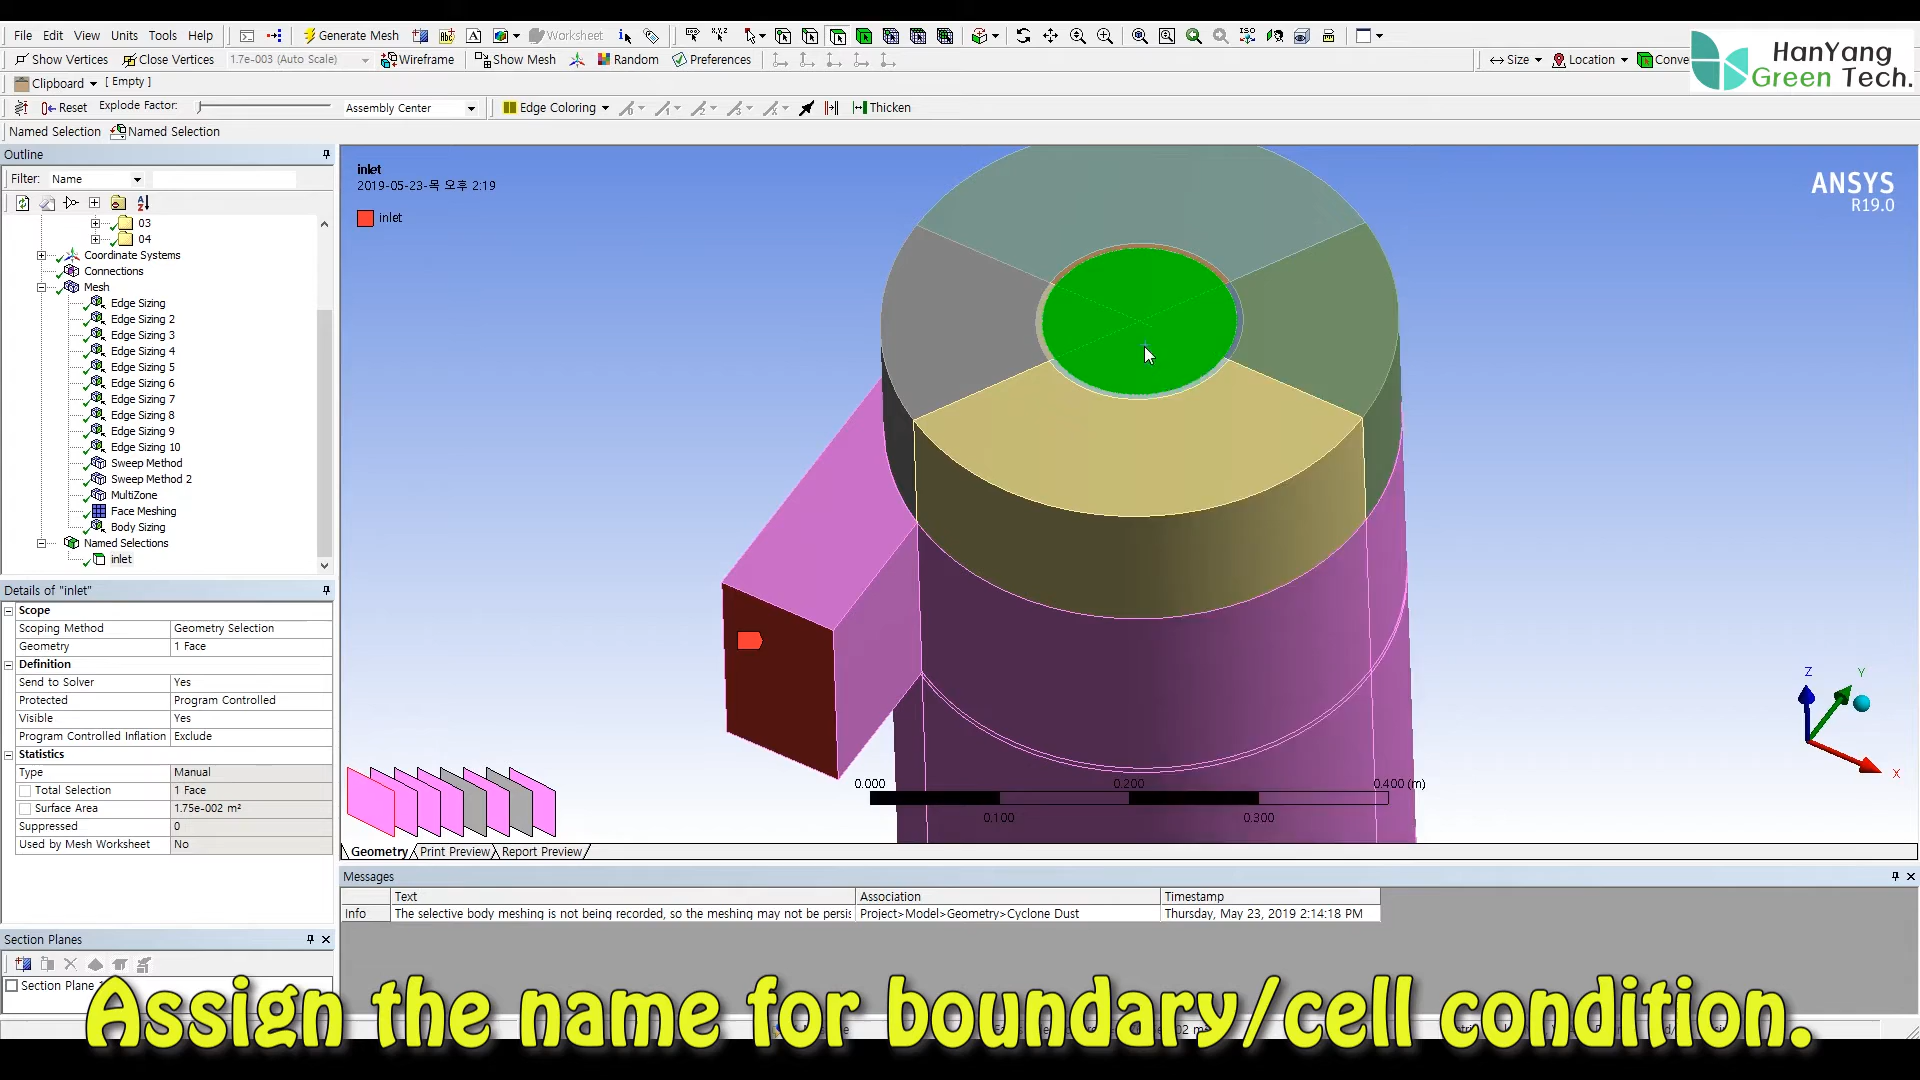 File Edit View Units Tools Help Generate Mesh Worksheet
Show Vertices Close Vertices 1.7e-003 (Auto Scale) Wireframe Show Mesh Random Preferences Size Location Conve
HanYang
Green Tech.
Clipboard [ Empty ]
Reset Explode Factor: Assembly Center Edge Coloring Thicken
Named Selection Named Selection
Outline
Filter: Name
03
04
Coordinate Systems
Connections
Mesh
Edge Sizing
Edge Sizing 2
Edge Sizing 3
Edge Sizing 4
Edge Sizing 5
Edge Sizing 6
Edge Sizing 7
Edge Sizing 8
Edge Sizing 9
Edge Sizing 10
Sweep Method
Sweep Method 2
MultiZone
Face Meshing
Body Sizing
Named Selections
inlet
Details of "inlet"
Scope
Scoping Method Geometry Selection
Geometry 1 Face
Definition
Send to Solver Yes
Protected Program Controlled
Visible Yes
Program Controlled Inflation Exclude
Statistics
Type Manual
Total Selection 1 Face
Surface Area 1.75e-002 m²
Suppressed 0
Used by Mesh Worksheet No
Section Planes
Section Plane
inlet
2019-05-23-목 오후 2:19
inlet
ANSYS
R19.0
Z Y X
0.000 0.200 0.400 (m)
0.100 0.300
Geometry Print Preview Report Preview
Messages
Text Association Timestamp
Info The selective body meshing is not being recorded, so the meshing may not be persis Project>Model>Geometry>Cyclone Dust Thursday, May 23, 2019 2:14:18 PM
Assign the name for boundary/cell condition.